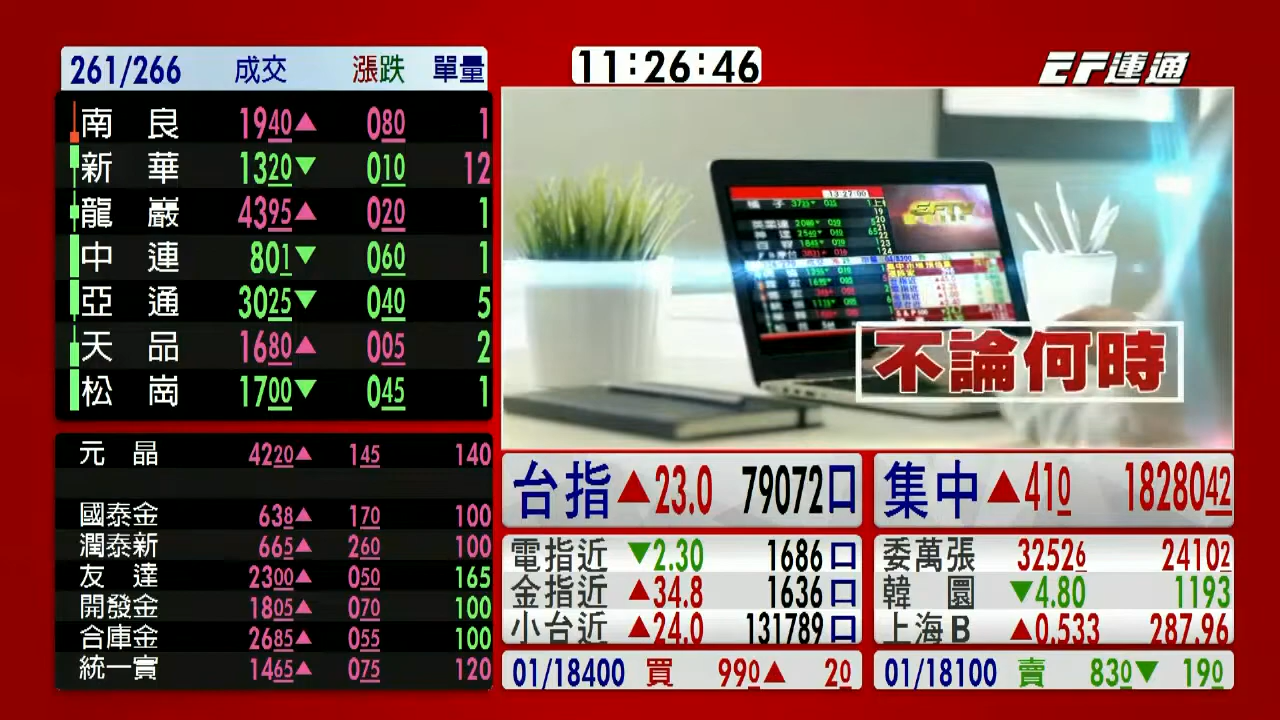 261/266 成交 漲跌 單量
南良 1940▲ 080 1
新華 1320▼ 010 12
龍巖 4395▲ 020 1
中連 801▼ 060 1
亞通 3025▼ 040 5
天品 1680▲ 005 2
松崗 1700▼ 045 1
元晶 4220▲ 145 140
國泰金 638▲ 170 100
潤泰新 665▲ 260 100
友達 2300▲ 050 165
開發金 1805▲ 070 100
合庫金 2685▲ 055 100
統一實 1465▲ 075 120
11:26:46
EF運通
13:27:00
EFTV
不論何時
台指▲23.0 79072口
電指近 ▼2.30 1686口
金指近 ▲34.8 1636口
小台近 ▲24.0 131789口
01/18400 買 990▲ 20
集中▲410 1828042
委萬張 32526 24102
韓國 ▼4.80 1193
上海B ▲0.533 287.96
01/18100 賣 830▼ 190